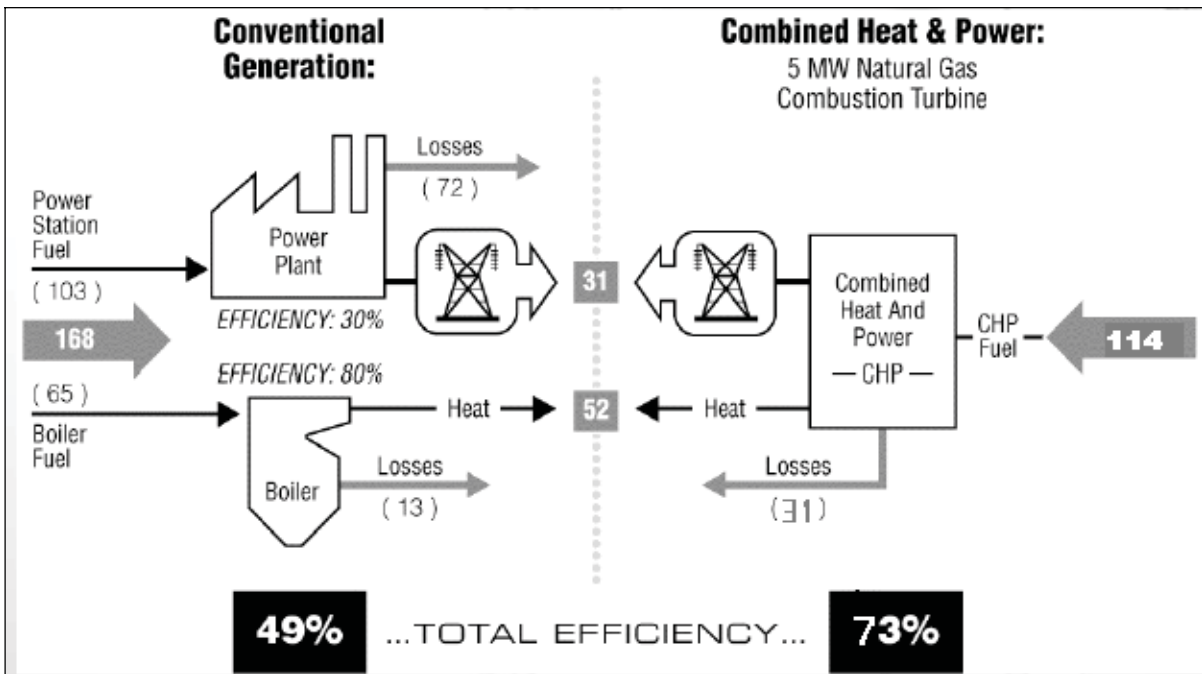 Conventional
Generation:
Combined Heat & Power:
5 MW Natural Gas
Combustion Turbine
Losses
( 72 )
Power
Station
Fuel
( 103 )
Power
Plant
EFFICIENCY: 30%
168
EFFICIENCY: 80%
( 65 )
Boiler
Fuel
Heat
Boiler
Losses
( 13 )
31
52
Combined
Heat And
Power
— CHP —
CHP
Fuel
114
Heat
Losses
(31)
49%
...TOTAL EFFICIENCY...
73%